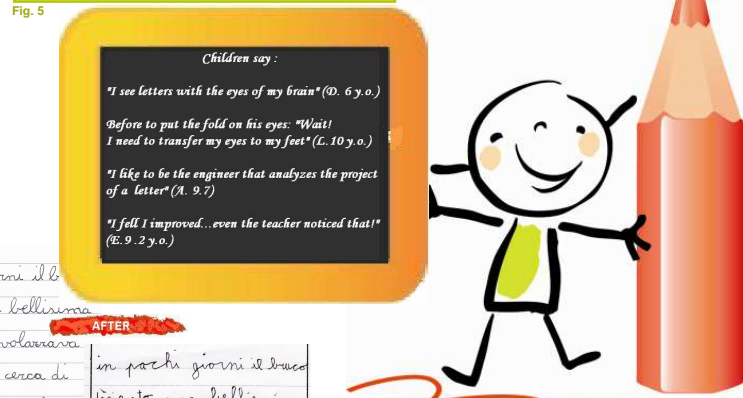 Fig. 5
Children say :
"I see letters with the eyes of my brain" (D. 6 y.o.)
Before to put the fold on his eyes: "Wait!
I need to transfer my eyes to my feet" (L. 10 y.o.)
"I like to be the engineer that analyzes the project
of a letter" (A. 9.7)
"I fell I improved...even the teacher noticed that!"
(E. 9 .2 y.o.)
rni il b
bellissima
AFTER
volazzava
cerca di
in pochi giorni il bruco